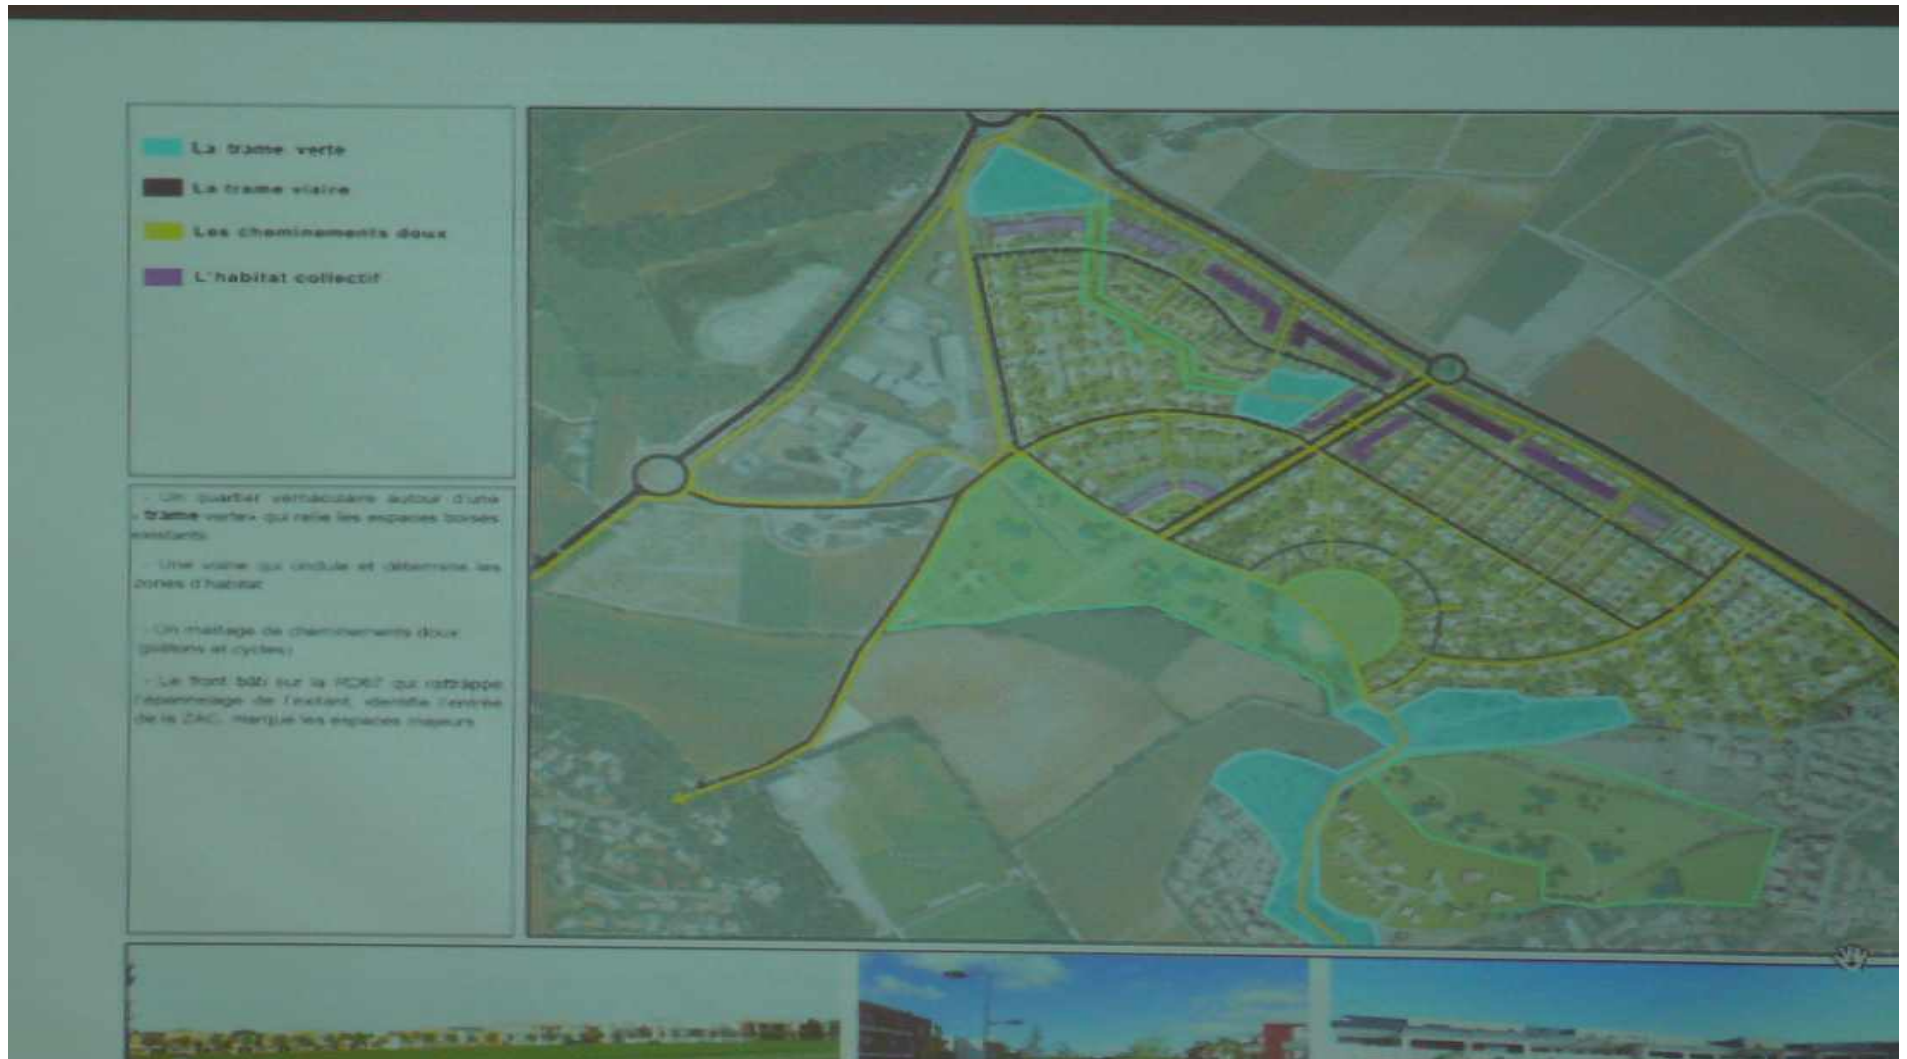 La trame verte
La trame viaire
Les cheminements doux
L'habitat collectif
- Un quartier vernaculaire autour d'une
« trame verte» qui relie les espaces boisés
existants
- Une voirie qui ondule et détermine les
zones d'habitat
- Un maillage de cheminements doux
(piétons et cycles)
- Le front bâti sur la qui rattrappe
l'épannelage de l'existant, identifie l'entrée
de la ZAC, marque les espaces majeurs